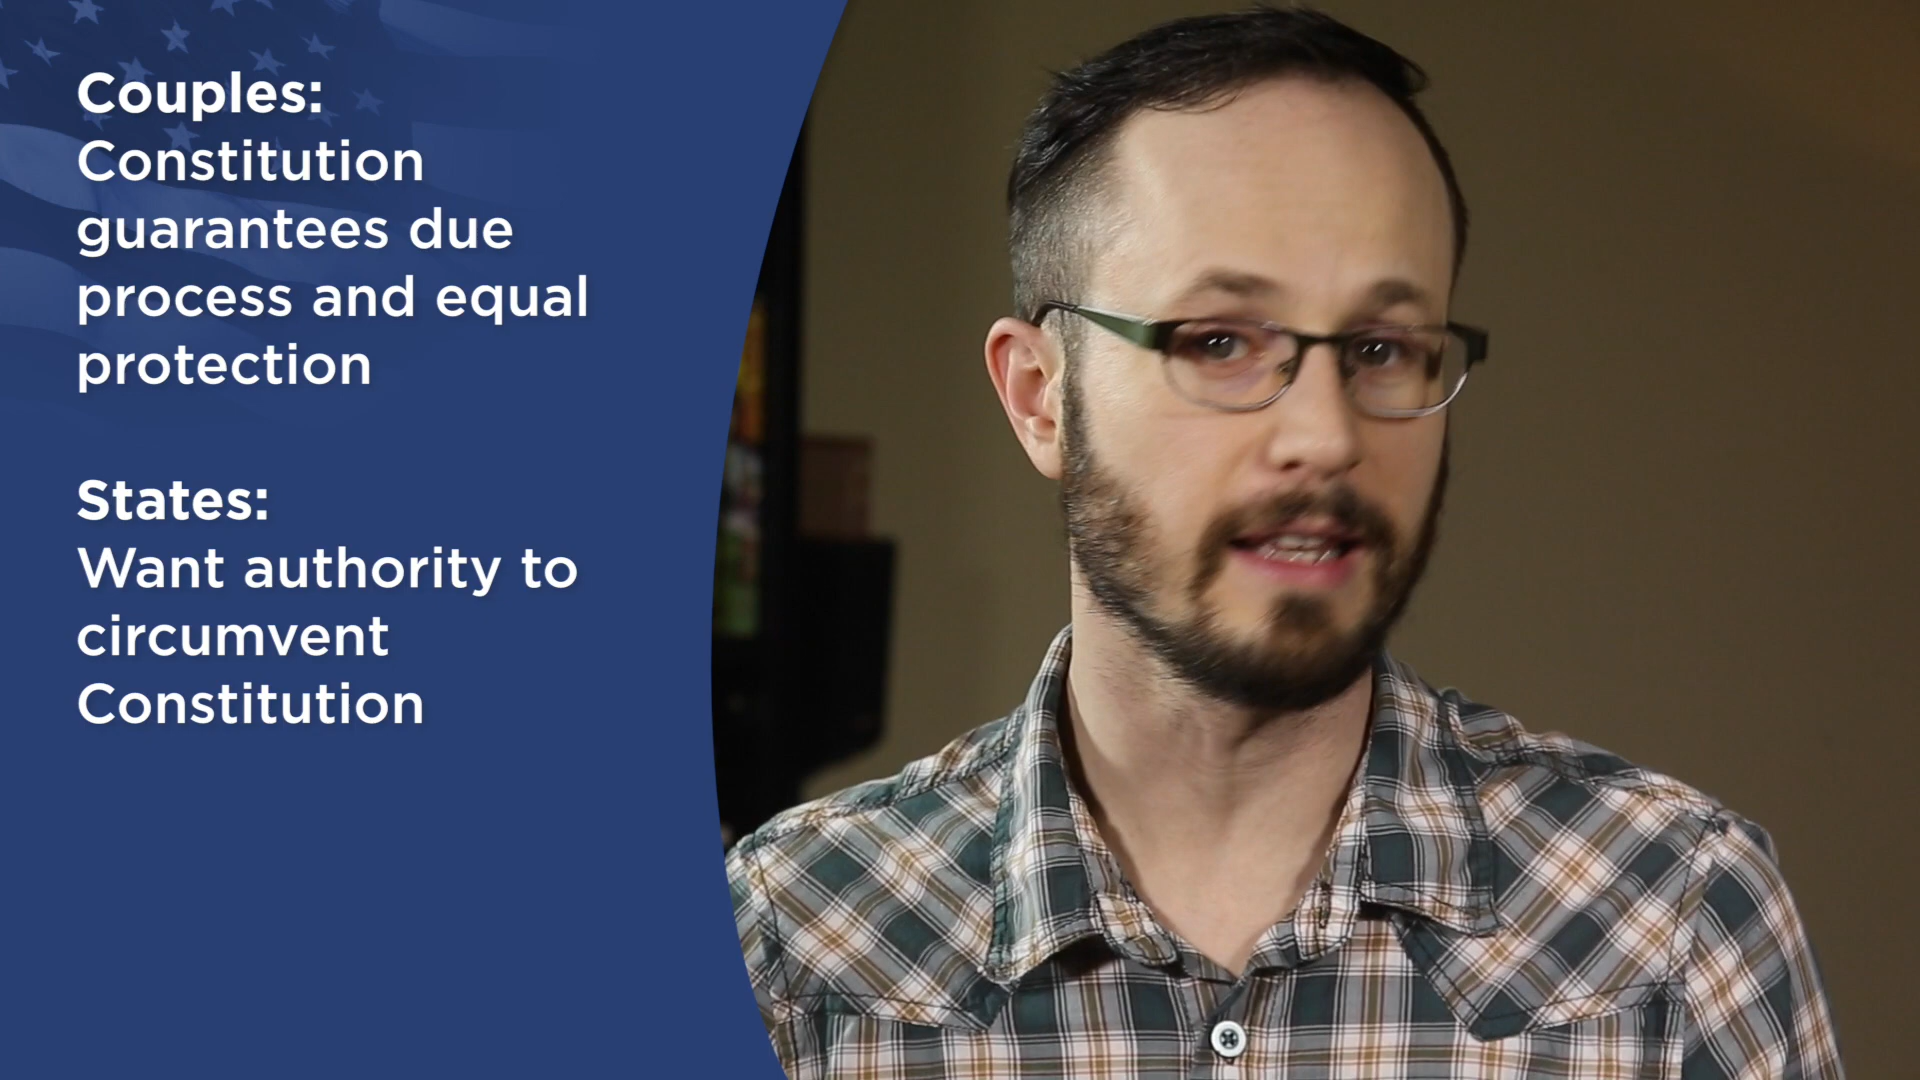 Couples:
Constitution
guarantees due
process and equal
protection
States:
Want authority to
circumvent
Constitution